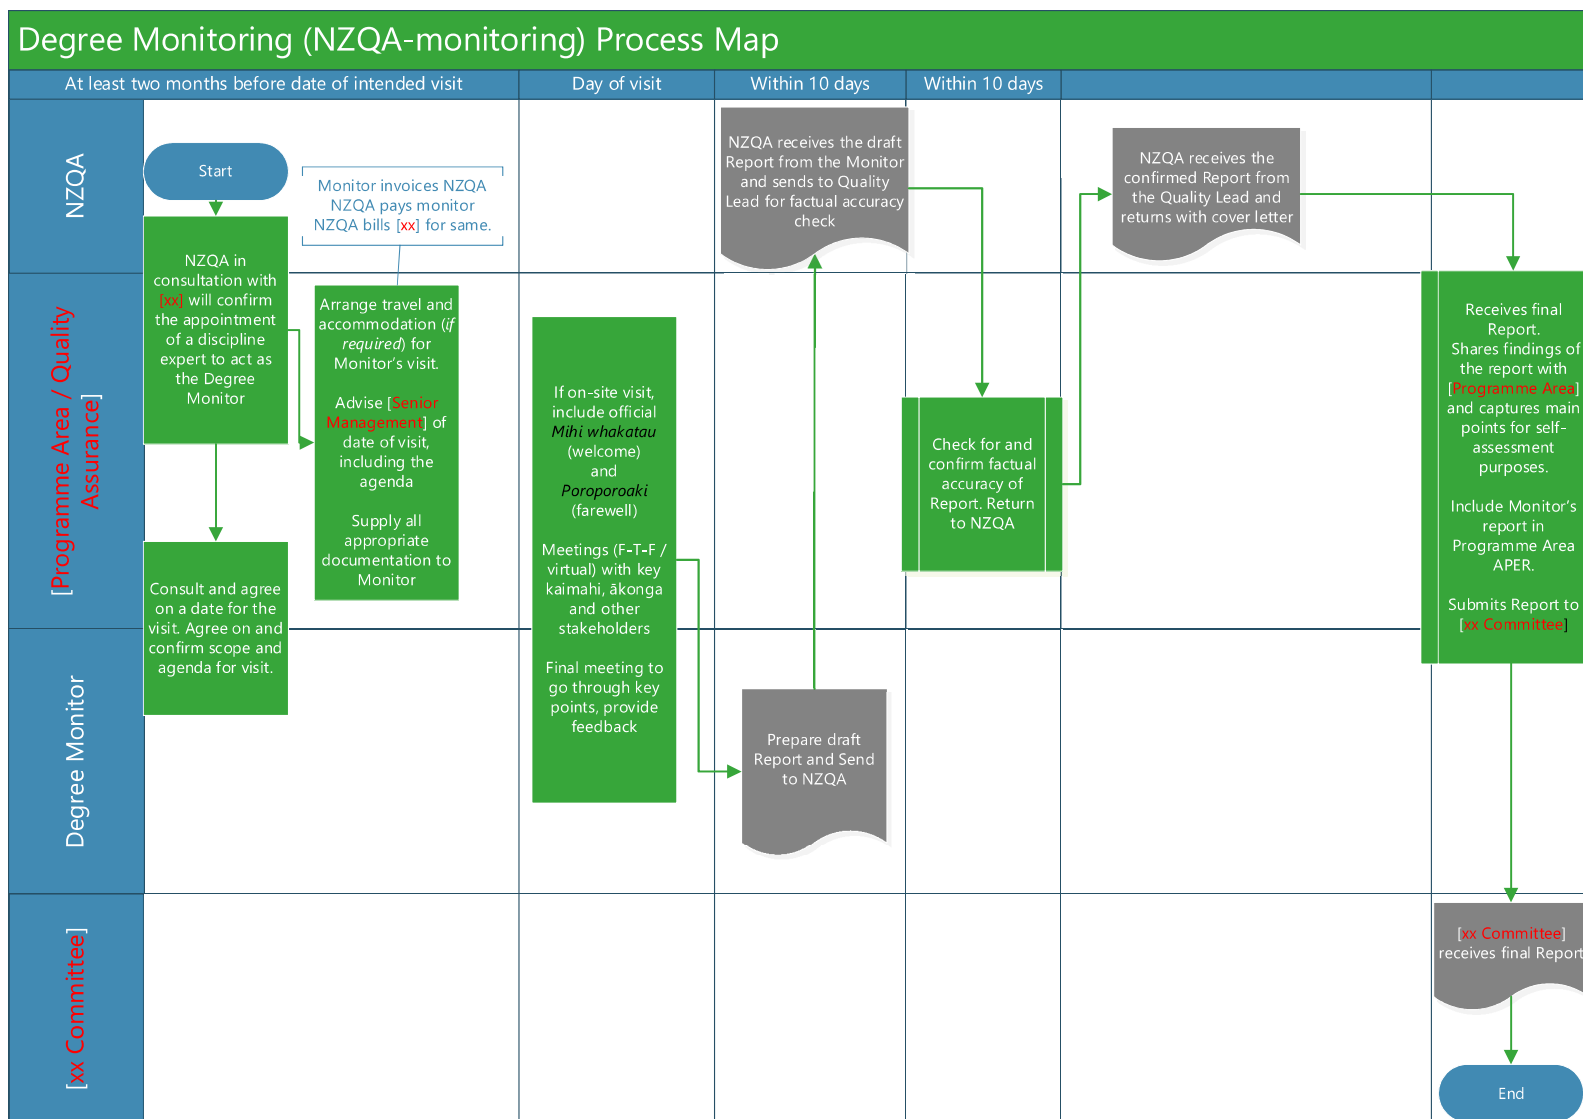 Degree Monitoring (NZQA-monitoring) Process Map
At least two months before date of intended visit
Day of visit
Within 10 days
Within 10 days
NZQA
Start
Monitor invoices NZQA
NZQA pays monitor
NZQA bills [xx] for same.
NZQA in
consultation with
[xx] will confirm
the appointment
of a discipline
expert to act as
the Degree
Monitor
NZQA receives the draft
Report from the Monitor
and sends to Quality
Lead for factual accuracy
check
NZQA receives the
confirmed Report from
the Quality Lead and
returns with cover letter
[Programme Area / Quality
Assurance]
Arrange travel and
accommodation (if
required) for
Monitor's visit.
Advise [Senior
Management] of
date of visit,
including the
agenda
Supply all
appropriate
documentation to
Monitor
Consult and agree
on a date for the
visit. Agree on and
confirm scope and
agenda for visit.
If on-site visit,
include official
Mihi whakatau
(welcome)
and
Poroporoaki
(farewell)
Meetings (F-T-F /
virtual) with key
kaimahi, ākonga
and other
stakeholders
Final meeting to
go through key
points, provide
feedback
Check for and
confirm factual
accuracy of
Report. Return
to NZQA
Receives final
Report.
Shares findings of
the report with
[Programme Area]
and captures main
points for self-
assessment
purposes.
Include Monitor's
report in
Programme Area
APER.
Submits Report to
[xx Committee]
Degree Monitor
Prepare draft
Report and Send
to NZQA
[xx Committee]
[xx Committee]
receives final Report
End